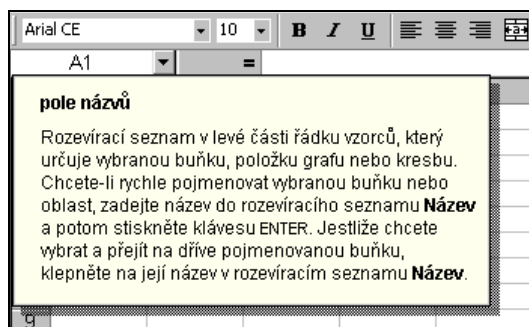 Arial CE 10 B I U
A1 =
pole názvů
Rozevírací seznam v levé části řádku vzorců, který
určuje vybranou buňku, položku grafu nebo kresbu.
Chcete-li rychle pojmenovat vybranou buňku nebo
oblast, zadejte název do rozevíracího seznamu Název
a potom stiskněte klávesu ENTER. Jestliže chcete
vybrat a přejít na dříve pojmenovanou buňku,
klepněte na její název v rozevíracím seznamu Název.
9